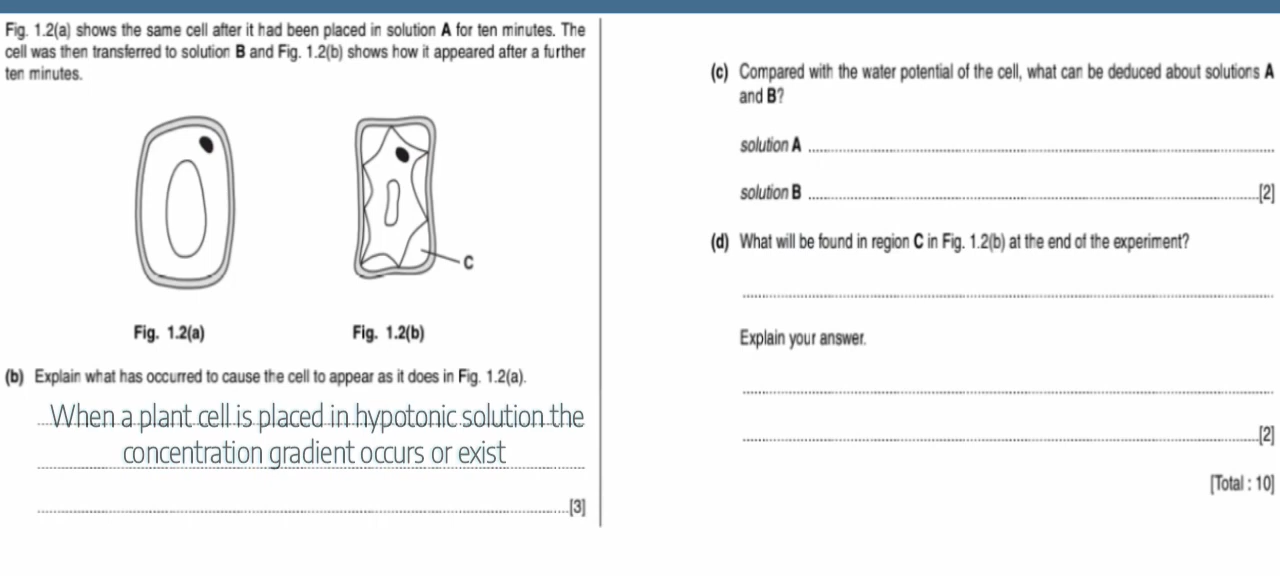 Fig. 1.2(a) shows the same cell after it had been placed in solution A for ten minutes. The
cell was then transferred to solution B and Fig. 1.2(b) shows how it appeared after a further
ten minutes.
C
Fig. 1.2(a)
Fig. 1.2(b)
(b) Explain what has occurred to cause the cell to appear as it does in Fig. 1.2(a).
When a plant cell is placed in hypotonic solution the
concentration gradient occurs or exist
[3]
(c) Compared with the water potential of the cell, what can be deduced about solutions A
and B?
solution A
solution B [2]
(d) What will be found in region C in Fig. 1.2(b) at the end of the experiment?
Explain your answer.
[2]
[Total : 10]